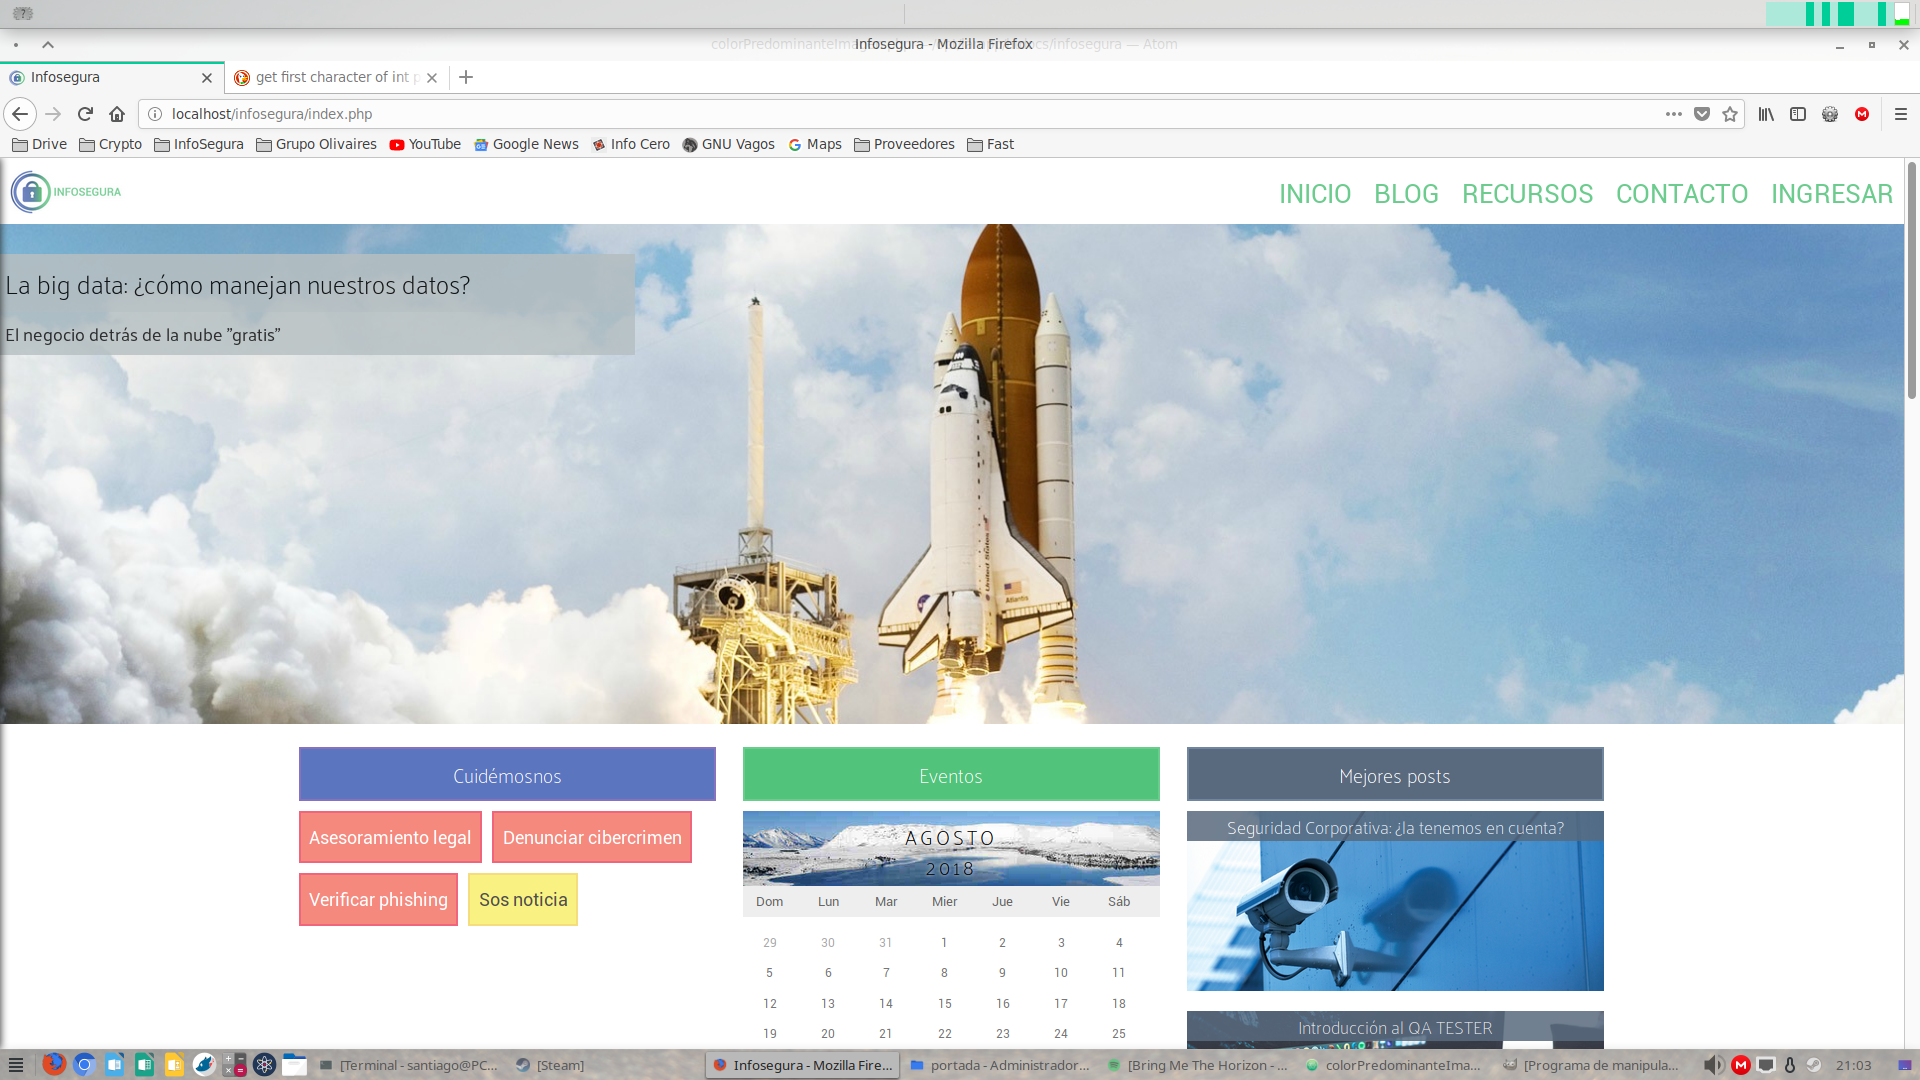 Infosegura - Mozilla Firefox
Infosegura
get first character of int p
localhost/infosegura/index.php
Drive
Crypto
InfoSegura
Grupo Olivaires
YouTube
Google News
Info Cero
GNU Vagos
Maps
Proveedores
Fast
INFOSEGURA
INICIO
BLOG
RECURSOS
CONTACTO
INGRESAR
La big data: ¿cómo manejan nuestros datos?
El negocio detrás de la nube "gratis"
United States
Atlantis
Cuidémosnos
Asesoramiento legal
Denunciar cibercrimen
Verificar phishing
Sos noticia
Eventos
AGOSTO
2018
Dom Lun Mar Mier Jue Vie Sáb
29 30 31 1 2 3 4
5 6 7 8 9 10 11
12 13 14 15 16 17 18
19 20 21 22 23 24 25
Mejores posts
Seguridad Corporativa: ¿la tenemos en cuenta?
Introducción al QA TESTER
[Terminal - santiago@PC...
[Steam]
Infosegura - Mozilla Fire...
portada - Administrador...
[Bring Me The Horizon - ...
colorPredominanteIma...
[Programa de manipula...
21:03